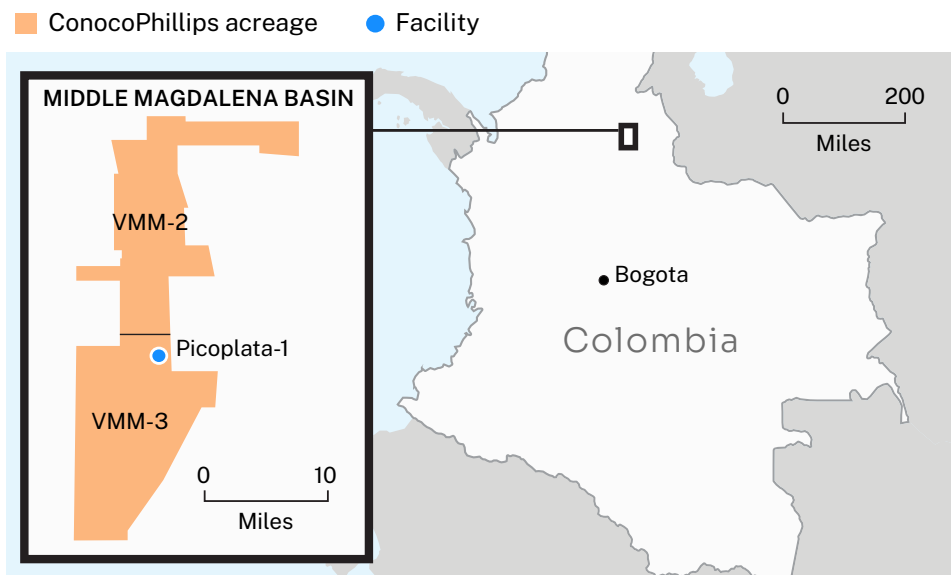 ConocoPhillips acreage
Facility
MIDDLE MAGDALENA BASIN
VMM-2
Picoplata-1
VMM-3
0 10
Miles
0 200
Miles
Bogota
Colombia